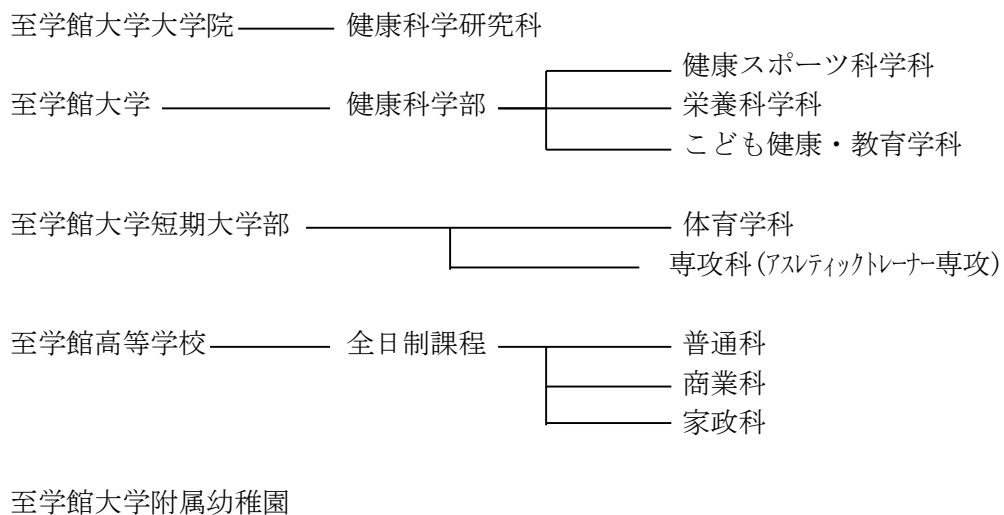 至学館大学大学院 健康科学研究科
健康スポーツ科学科
至学館大学 健康科学部 栄養科学科
こども健康・教育学科
至学館大学短期大学部 体育学科
専攻科(ｱｽﾚﾃｨｯｸﾄﾚｰﾅｰ専攻)
至学館高等学校 全日制課程 普通科
商業科
家政科
至学館大学附属幼稚園